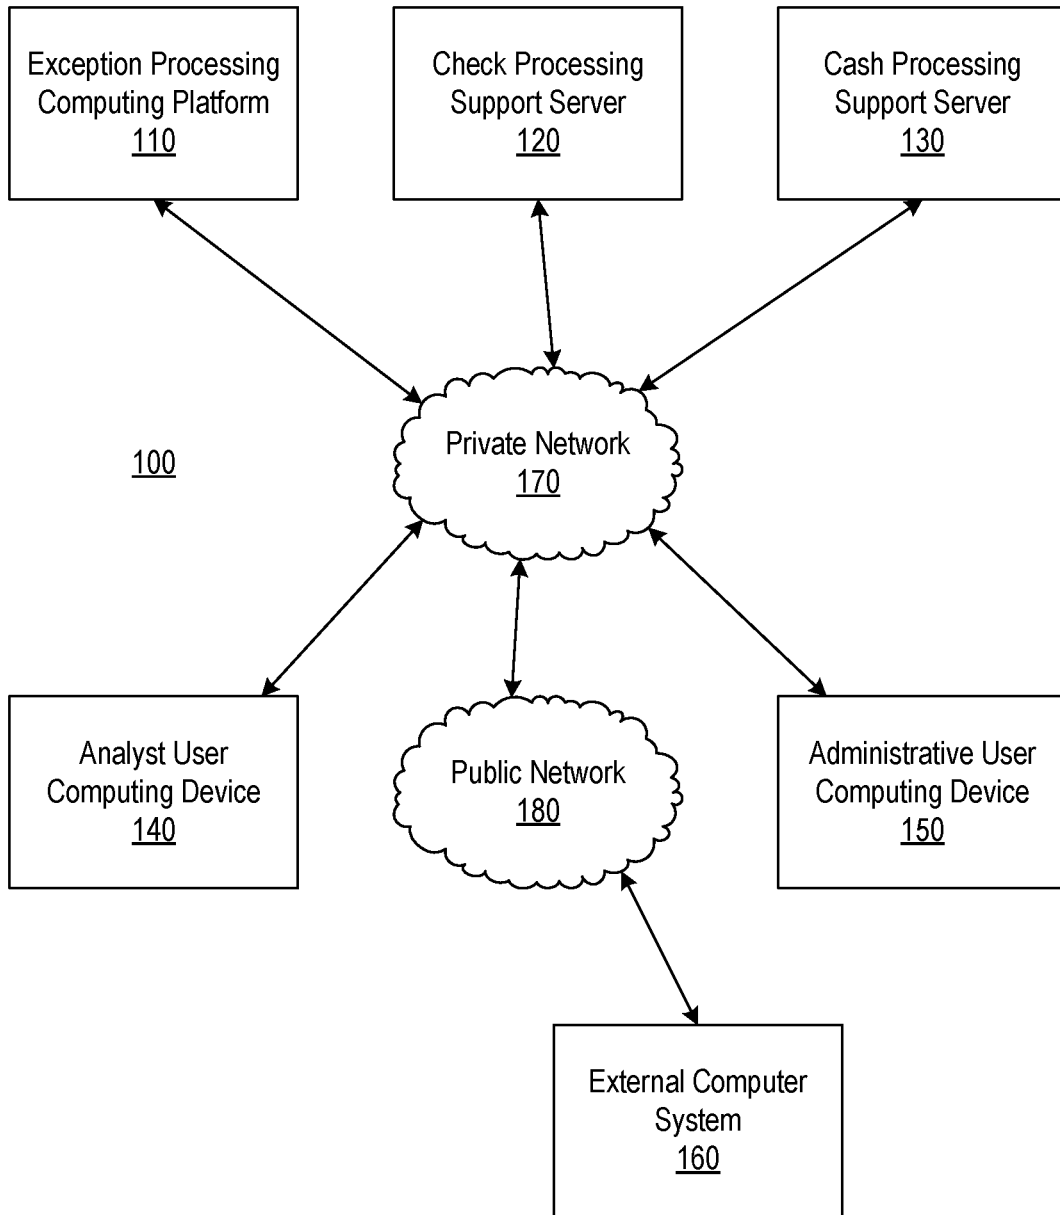 Exception Processing
Computing Platform
110
Check Processing
Support Server
120
Cash Processing
Support Server
130
Private Network
170
100
Analyst User
Computing Device
140
Public Network
180
Administrative User
Computing Device
150
External Computer
System
160